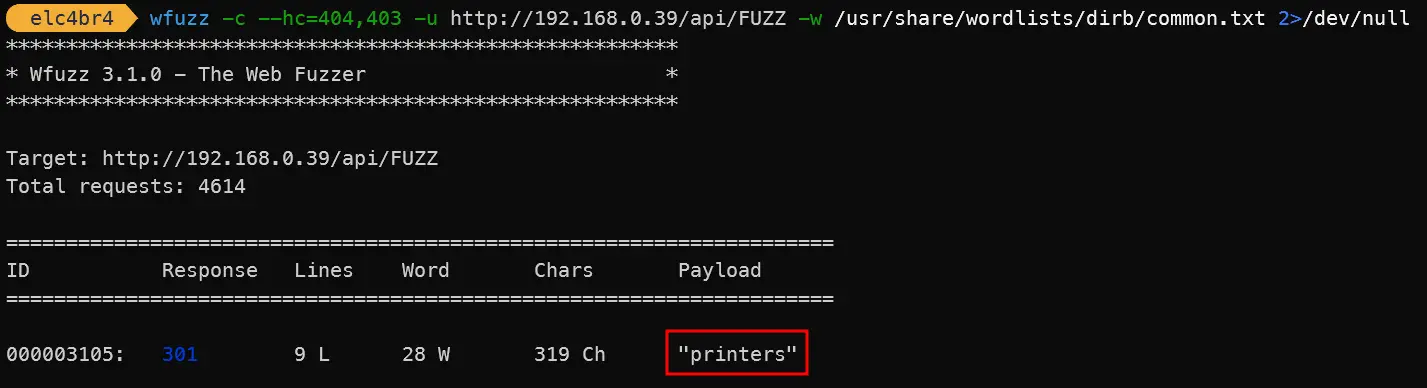 elc4br4 wfuzz -c --hc=404,403 -u http://192.168.0.39/api/FUZZ -w /usr/share/wordlists/dirb/common.txt 2>/dev/null
********************************************************
* Wfuzz 3.1.0 - The Web Fuzzer                         *
********************************************************
Target: http://192.168.0.39/api/FUZZ
Total requests: 4614
=====================================================================
ID           Response   Lines    Word       Chars       Payload
=====================================================================
000003105:   301        9 L      28 W       319 Ch      "printers"